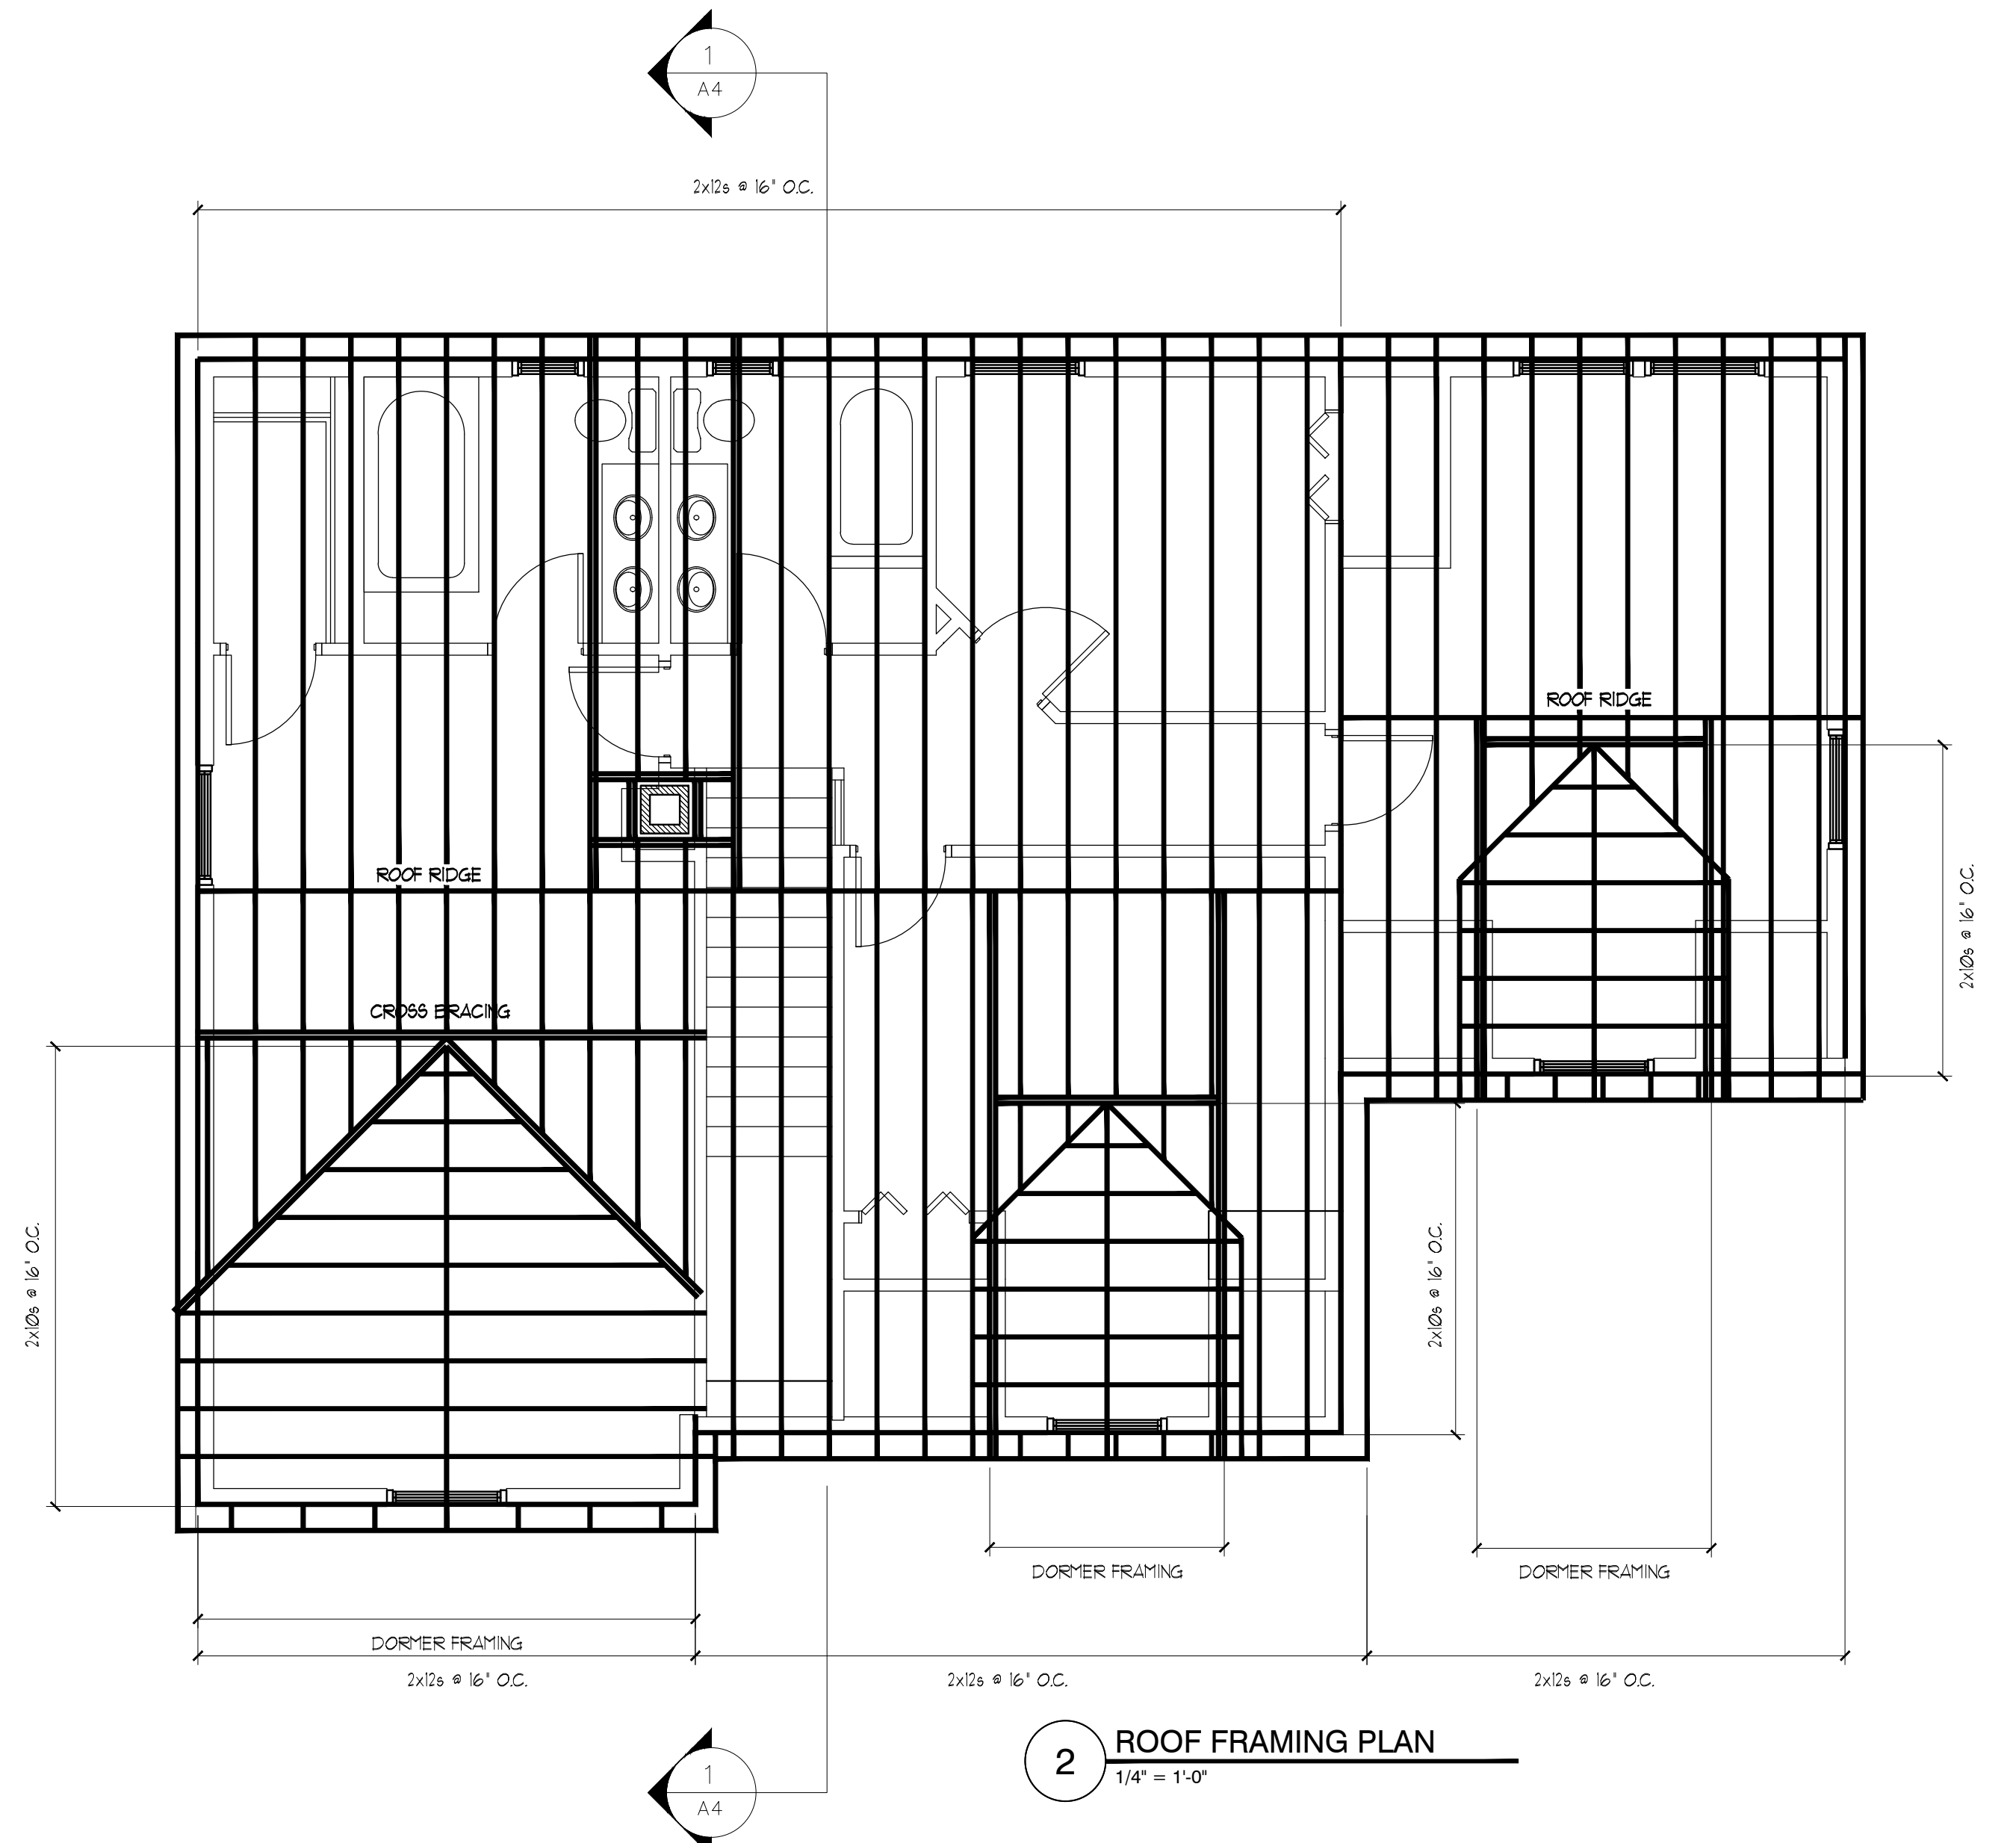 1
A4
2x12s @ 16" O.C.
ROOF RIDGE
ROOF RIDGE
2x10s @ 16" O.C.
CROSS BRACING
2x10s @ 16" O.C.
2x10s @ 16" O.C.
DORMER FRAMING
DORMER FRAMING
DORMER FRAMING
2x12s @ 16" O.C.
2x12s @ 16" O.C.
2x12s @ 16" O.C.
1
A4
2
ROOF FRAMING PLAN
1/4" = 1'-0"